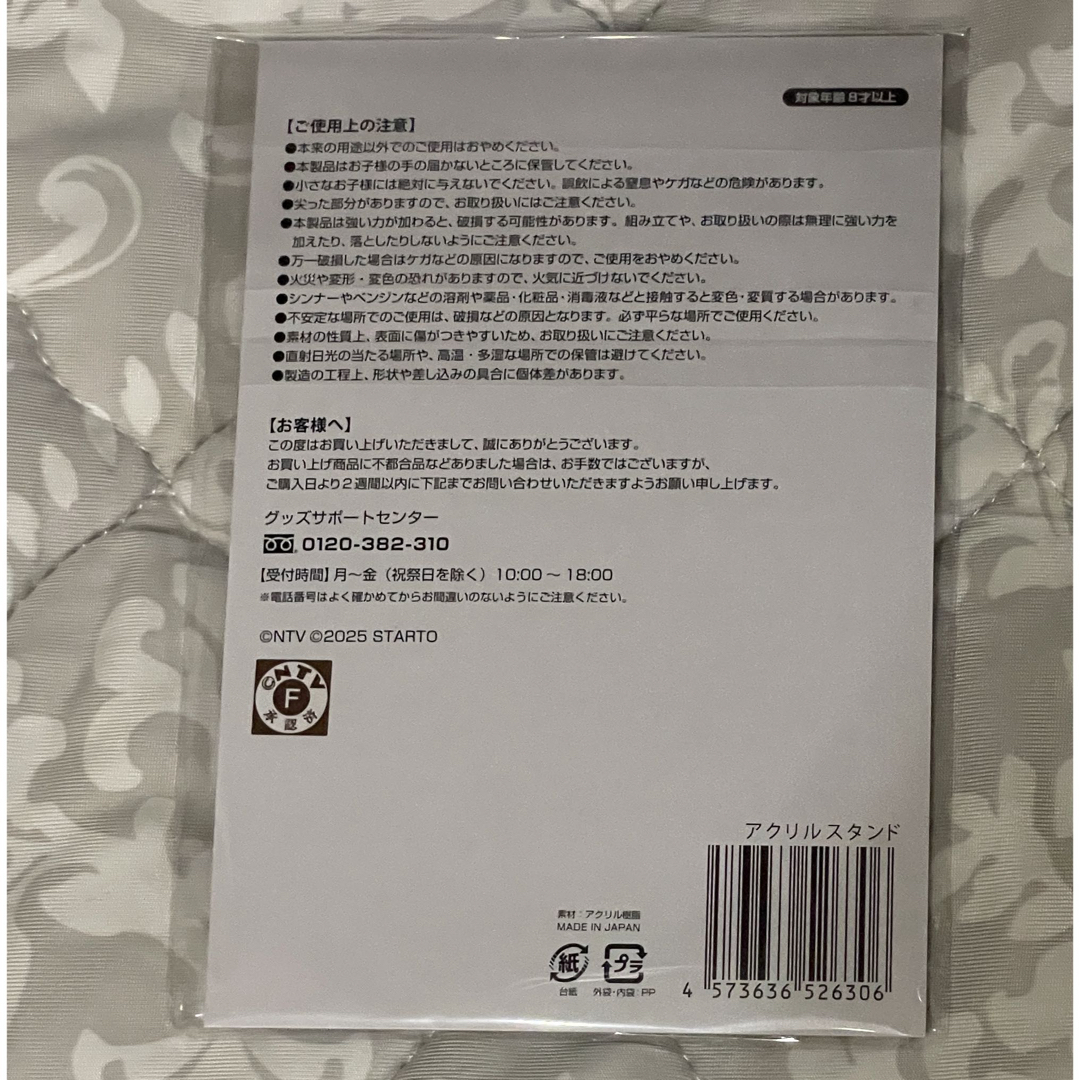 対象年齢8才以上
【ご使用上の注意】
●本来の用途以外でのご使用はおやめください。
●本製品はお子様の手の届かないところに保管してください。
●小さなお子様には絶対に与えないでください。誤飲による窒息やケガなどの危険があります。
●尖った部分がありますので、お取り扱いにはご注意ください。
●本製品は強い力が加わると、破損する可能性があります。組み立てや、お取り扱いの際は無理に強い力を
加えたり、落としたりしないようにご注意ください。
●万一破損した場合はケガなどの原因になりますので、ご使用をおやめください。
●火災や変形・変色の恐れがありますので、火気に近づけないでください。
●シンナーやベンジンなどの溶剤や薬品・化粧品・消毒液などと接触すると変色・変質する場合があります。
●不安定な場所でのご使用は、破損などの原因となります。必ず平らな場所でご使用ください。
●素材の性質上、表面に傷がつきやすいため、お取り扱いにご注意ください。
●直射日光の当たる場所や、高温・多湿な場所での保管は避けてください。
●製造の工程上、形状や差し込みの具合に個体差があります。
【お客様へ】
この度はお買い上げいただきまして、誠にありがとうございます。
お買い上げ商品に不都合品などありました場合は、お手数ではございますが、
ご購入日より2週間以内に下記までお問い合わせいただきますようお願い申し上げます。
グッズサポートセンター
0120-382-310
【受付時間】月～金（祝祭日を除く）10:00～18:00
※電話番号はよく確かめてからお間違いのないようにご注意ください。
©NTV ©2025 STARTO
©NTV
F
承認済
アクリルスタンド
素材：アクリル樹脂
MADE IN JAPAN
紙
プラ
台紙
外袋・内袋：PP
4 573636 526306